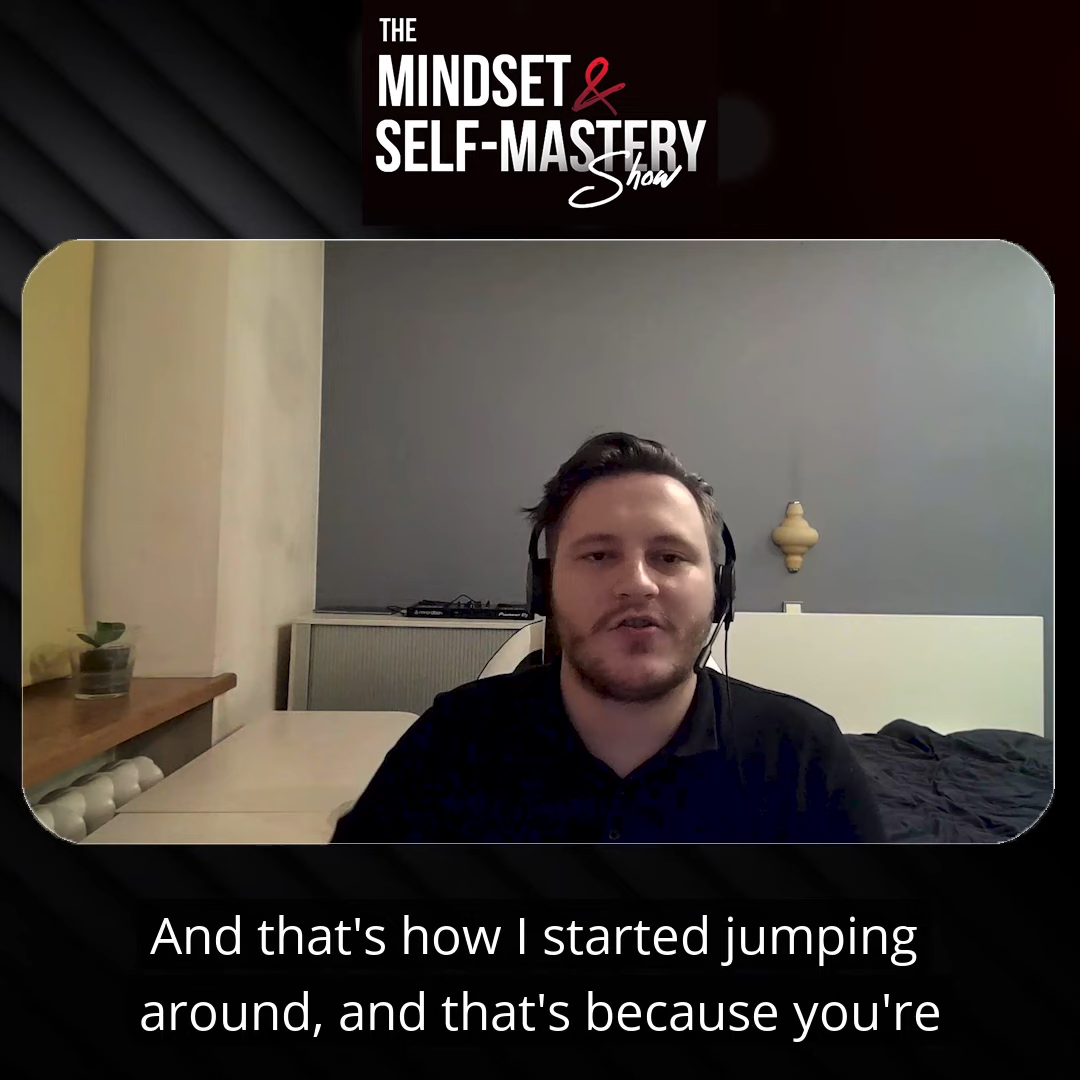 THE
MINDSET &
SELF-MASTERY
Show
And that's how I started jumping
around, and that's because you're